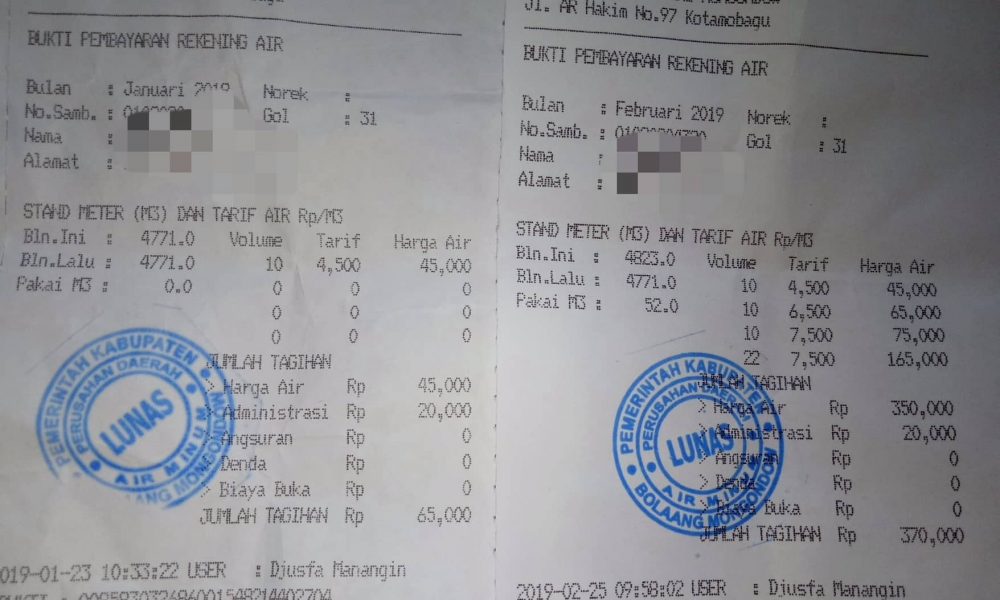 BUKTI PEMBAYARAN REKENING AIR
Bulan : Januari 2019 Norek :
No.Samb. : Gol : 31
Nama :
Alamat :
STAND METER (M3) DAN TARIF AIR Rp/M3
Bln.Ini : 4771.0 Volume Tarif Harga Air
Bln.Lalu : 4771.0 10 4,500 45,000
Pakai M3 : 0.0 0 0 0
0 0 0
0 0 0
JUMLAH TAGIHAN
> Harga Air Rp 45,000
> Administrasi Rp 20,000
> Angsuran Rp 0
> Denda Rp 0
> Biaya Buka Rp 0
JUMLAH TAGIHAN Rp 65,000
PEMERINTAH KABUPATEN
PERUSAHAN DAERAH
LUNAS
AIR MINUM
BOLAANG MONGONDOW
2019-01-23 10:33:22 USER : Djusfa Manangin
Jl. AR Hakim No.97 Kotamobagu
BUKTI PEMBAYARAN REKENING AIR
Bulan : Februari 2019 Norek :
No.Samb. : Gol : 31
Nama :
Alamat :
STAND METER (M3) DAN TARIF AIR Rp/M3
Bln.Ini : 4823.0 Volume Tarif Harga Air
Bln.Lalu : 4771.0 10 4,500 45,000
Pakai M3 : 52.0 10 6,500 65,000
10 7,500 75,000
22 7,500 165,000
JUMLAH TAGIHAN
> Harga Air Rp 350,000
> Administrasi Rp 20,000
> Angsuran Rp 0
> Denda Rp 0
> Biaya Buka Rp 0
JUMLAH TAGIHAN Rp 370,000
PEMERINTAH KABUPATEN
PERUSAHAN DAERAH
LUNAS
AIR MINUM
BOLAANG MONGONDOW
2019-02-25 09:58:02 USER : Djusfa Manangin